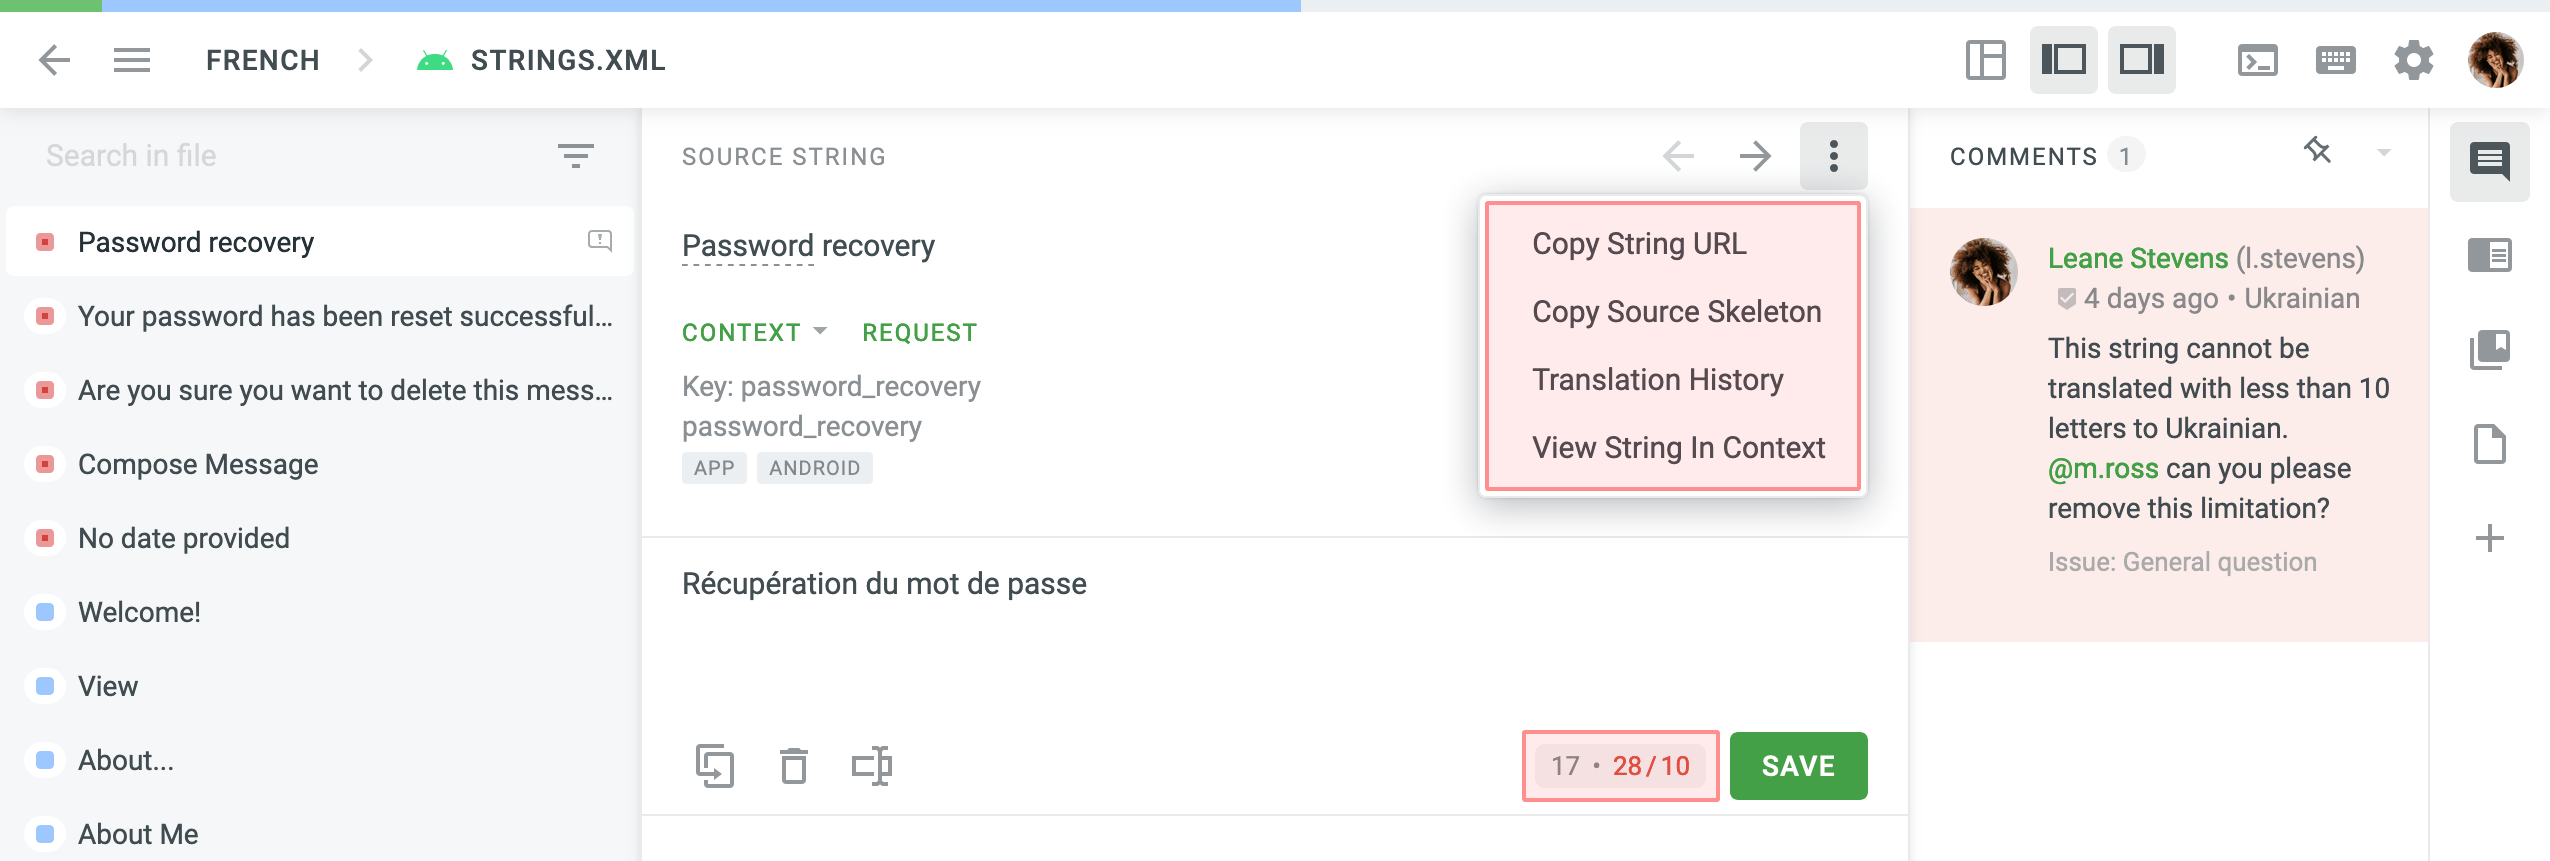 FRENCH
STRINGS.XML
Search in file
Password recovery
Your password has been reset successful...
Are you sure you want to delete this mess...
Compose Message
No date provided
Welcome!
View
About...
About Me
SOURCE STRING
Password recovery
CONTEXT REQUEST
Key: password_recovery
password_recovery
APP ANDROID
Copy String URL
Copy Source Skeleton
Translation History
View String In Context
Récupération du mot de passe
17 • 28/10
SAVE
COMMENTS 1
Leane Stevens (l.stevens)
4 days ago • Ukrainian
This string cannot be
translated with less than 10
letters to Ukrainian.
@m.ross can you please
remove this limitation?
Issue: General question